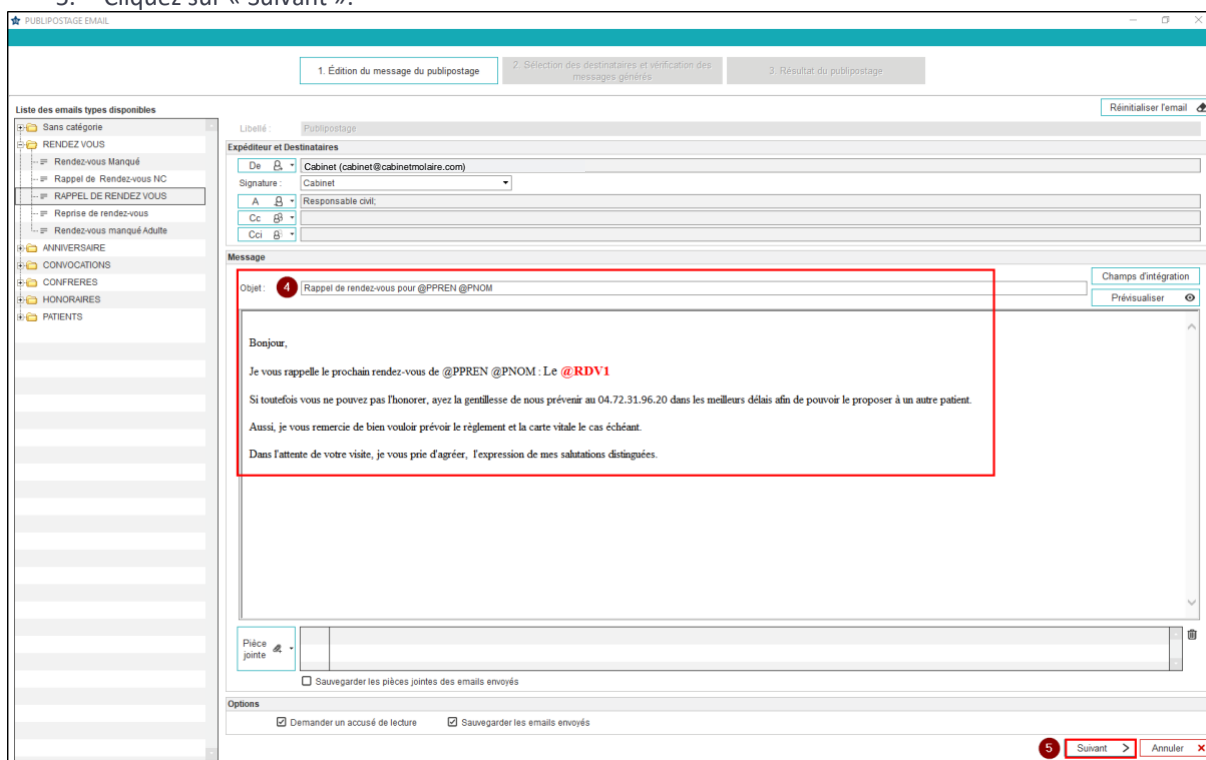 Cliquez sur « Suivant ».
PUBLIPOSTAGE EMAIL
1. Édition du message du publipostage
2. Sélection des destinataires et vérification des messages générés
3. Résultat du publipostage
Réinitialiser l'email
Liste des emails types disponibles
Sans catégorie
RENDEZ VOUS
Rendez-vous Manqué
Rappel de Rendez-vous NC
RAPPEL DE RENDEZ VOUS
Reprise de rendez-vous
Rendez-vous manqué Adulte
ANNIVERSAIRE
CONVOCATIONS
CONFRERES
HONORAIRES
PATIENTS
Libellé : Publipostage
Expéditeur et Destinataires
De Cabinet (cabinet@cabinetmolaire.com)
Signature : Cabinet
A Responsable civil;
Cc
Cci
Message
Champs d'intégration
Objet : 4 Rappel de rendez-vous pour @PPREN @PNOM
Prévisualiser
Bonjour,
Je vous rappelle le prochain rendez-vous de @PPREN @PNOM : Le @RDV1
Si toutefois vous ne pouvez pas l'honorer, ayez la gentillesse de nous prévenir au 04.72.31.96.20 dans les meilleurs délais afin de pouvoir le proposer à un autre patient.
Aussi, je vous remercie de bien vouloir prévoir le règlement et la carte vitale le cas échéant.
Dans l'attente de votre visite, je vous prie d'agréer, l'expression de mes salutations distinguées.
Pièce
jointe
Sauvegarder les pièces jointes des emails envoyés
Options
Demander un accusé de lecture Sauvegarder les emails envoyés
5 Suivant Annuler